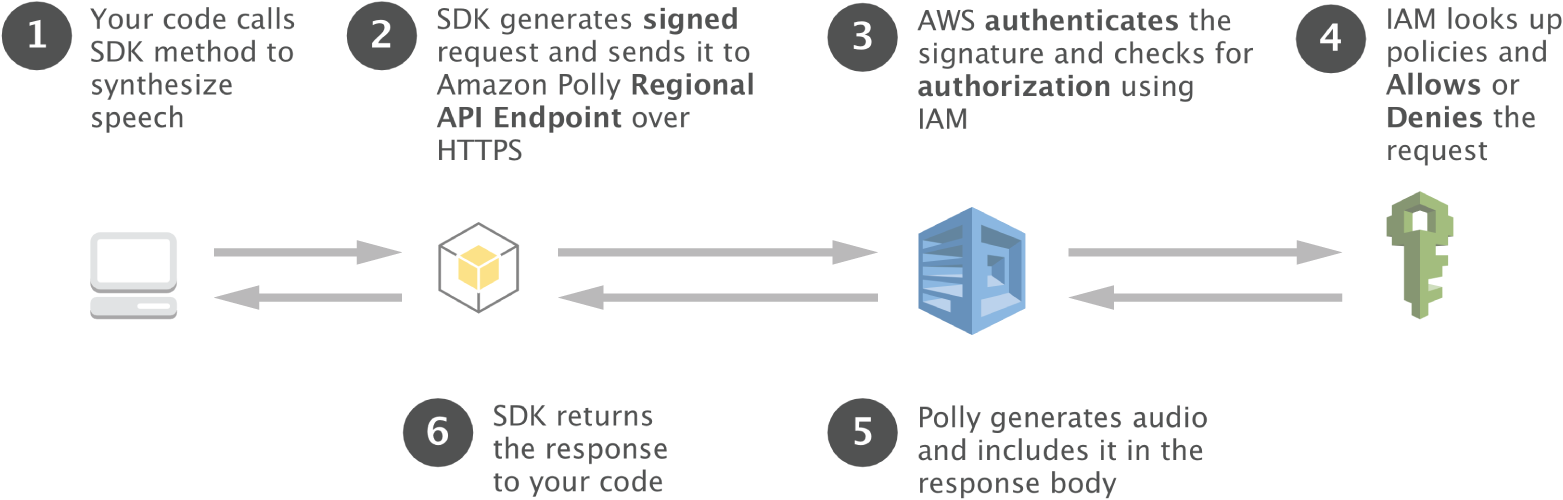 1
Your code calls
SDK method to
synthesize
speech
2
SDK generates signed
request and sends it to
Amazon Polly Regional
API Endpoint over
HTTPS
3
AWS authenticates the
signature and checks for
authorization using
IAM
4
IAM looks up
policies and
Allows or
Denies the
request
6
SDK returns
the response
to your code
5
Polly generates audio
and includes it in the
response body